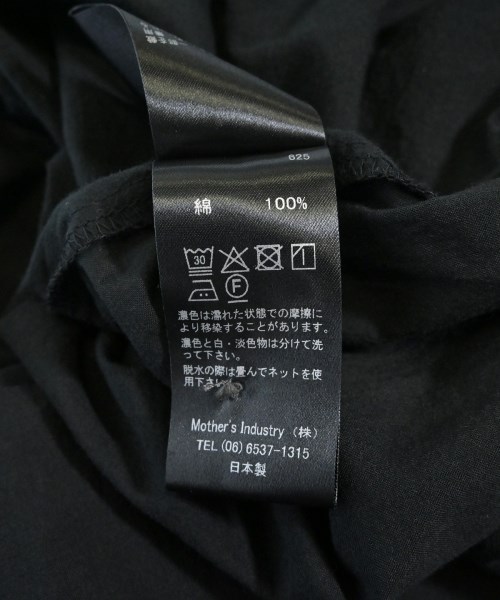 625
綿 100%
30
F
濃色は濡れた状態での摩擦に
より移染することがあります。
濃色と白・淡色物は分けて洗
って下さい。
脱水の際は畳んでネットを使
用下さい。
Mother's Industry (株)
TEL (06) 6537-1315
日本製